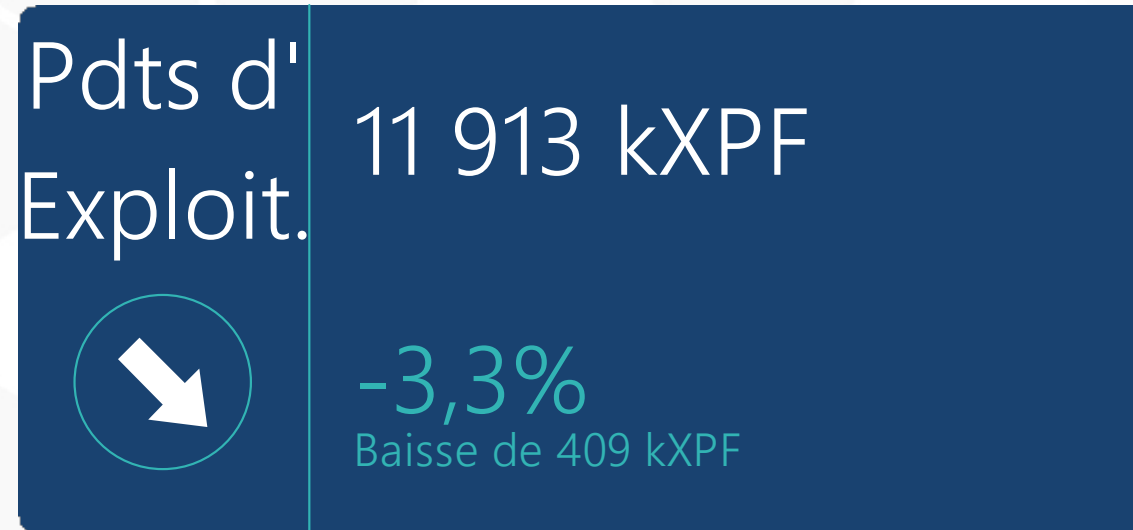 Pdts d'
Exploit.
11 913 kXPF
-3,3%
Baisse de 409 kXPF